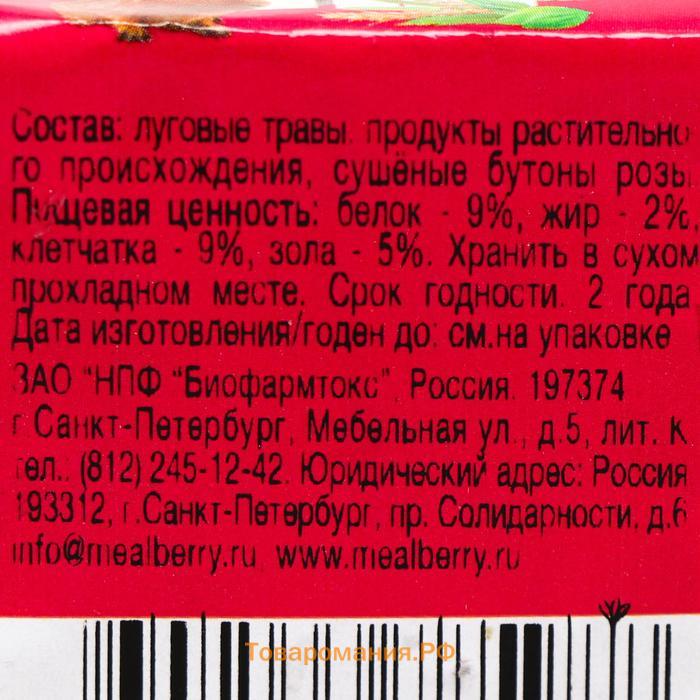 Состав: луговые травы, продукты растительно
го происхождения, сушёные бутоны розы.
Пищевая ценность: белок - 9%, жир - 2%,
клетчатка - 9%, зола - 5%. Хранить в сухом
прохладном месте. Срок годности: 2 года.
Дата изготовления/годен до: см.на упаковке
ЗАО "НПФ "Биофармтокс", Россия, 197374
г.Санкт-Петербург, Мебельная ул., д.5, лит. К
тел.: (812) 245-12-42. Юридический адрес: Россия
193312, г.Санкт-Петербург, пр. Солидарности, д.6
info@mealberry.ru, www.mealberry.ru
Товаромания.РФ